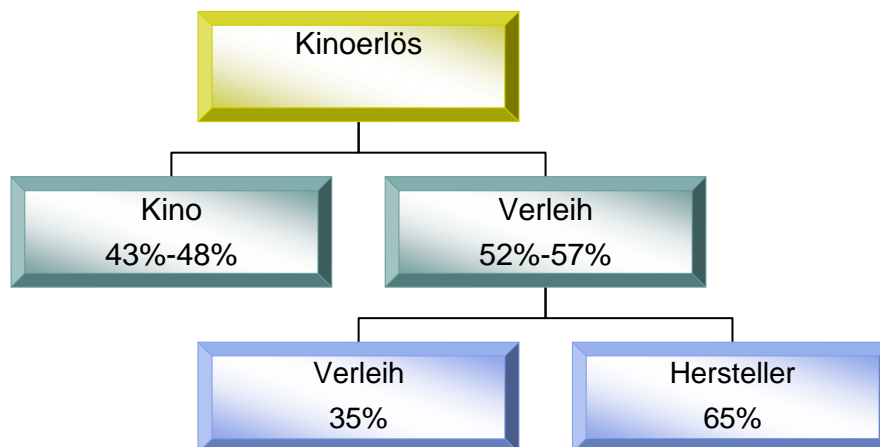 Kinoerlös
Kino
43%-48%
Verleih
52%-57%
Verleih
35%
Hersteller
65%